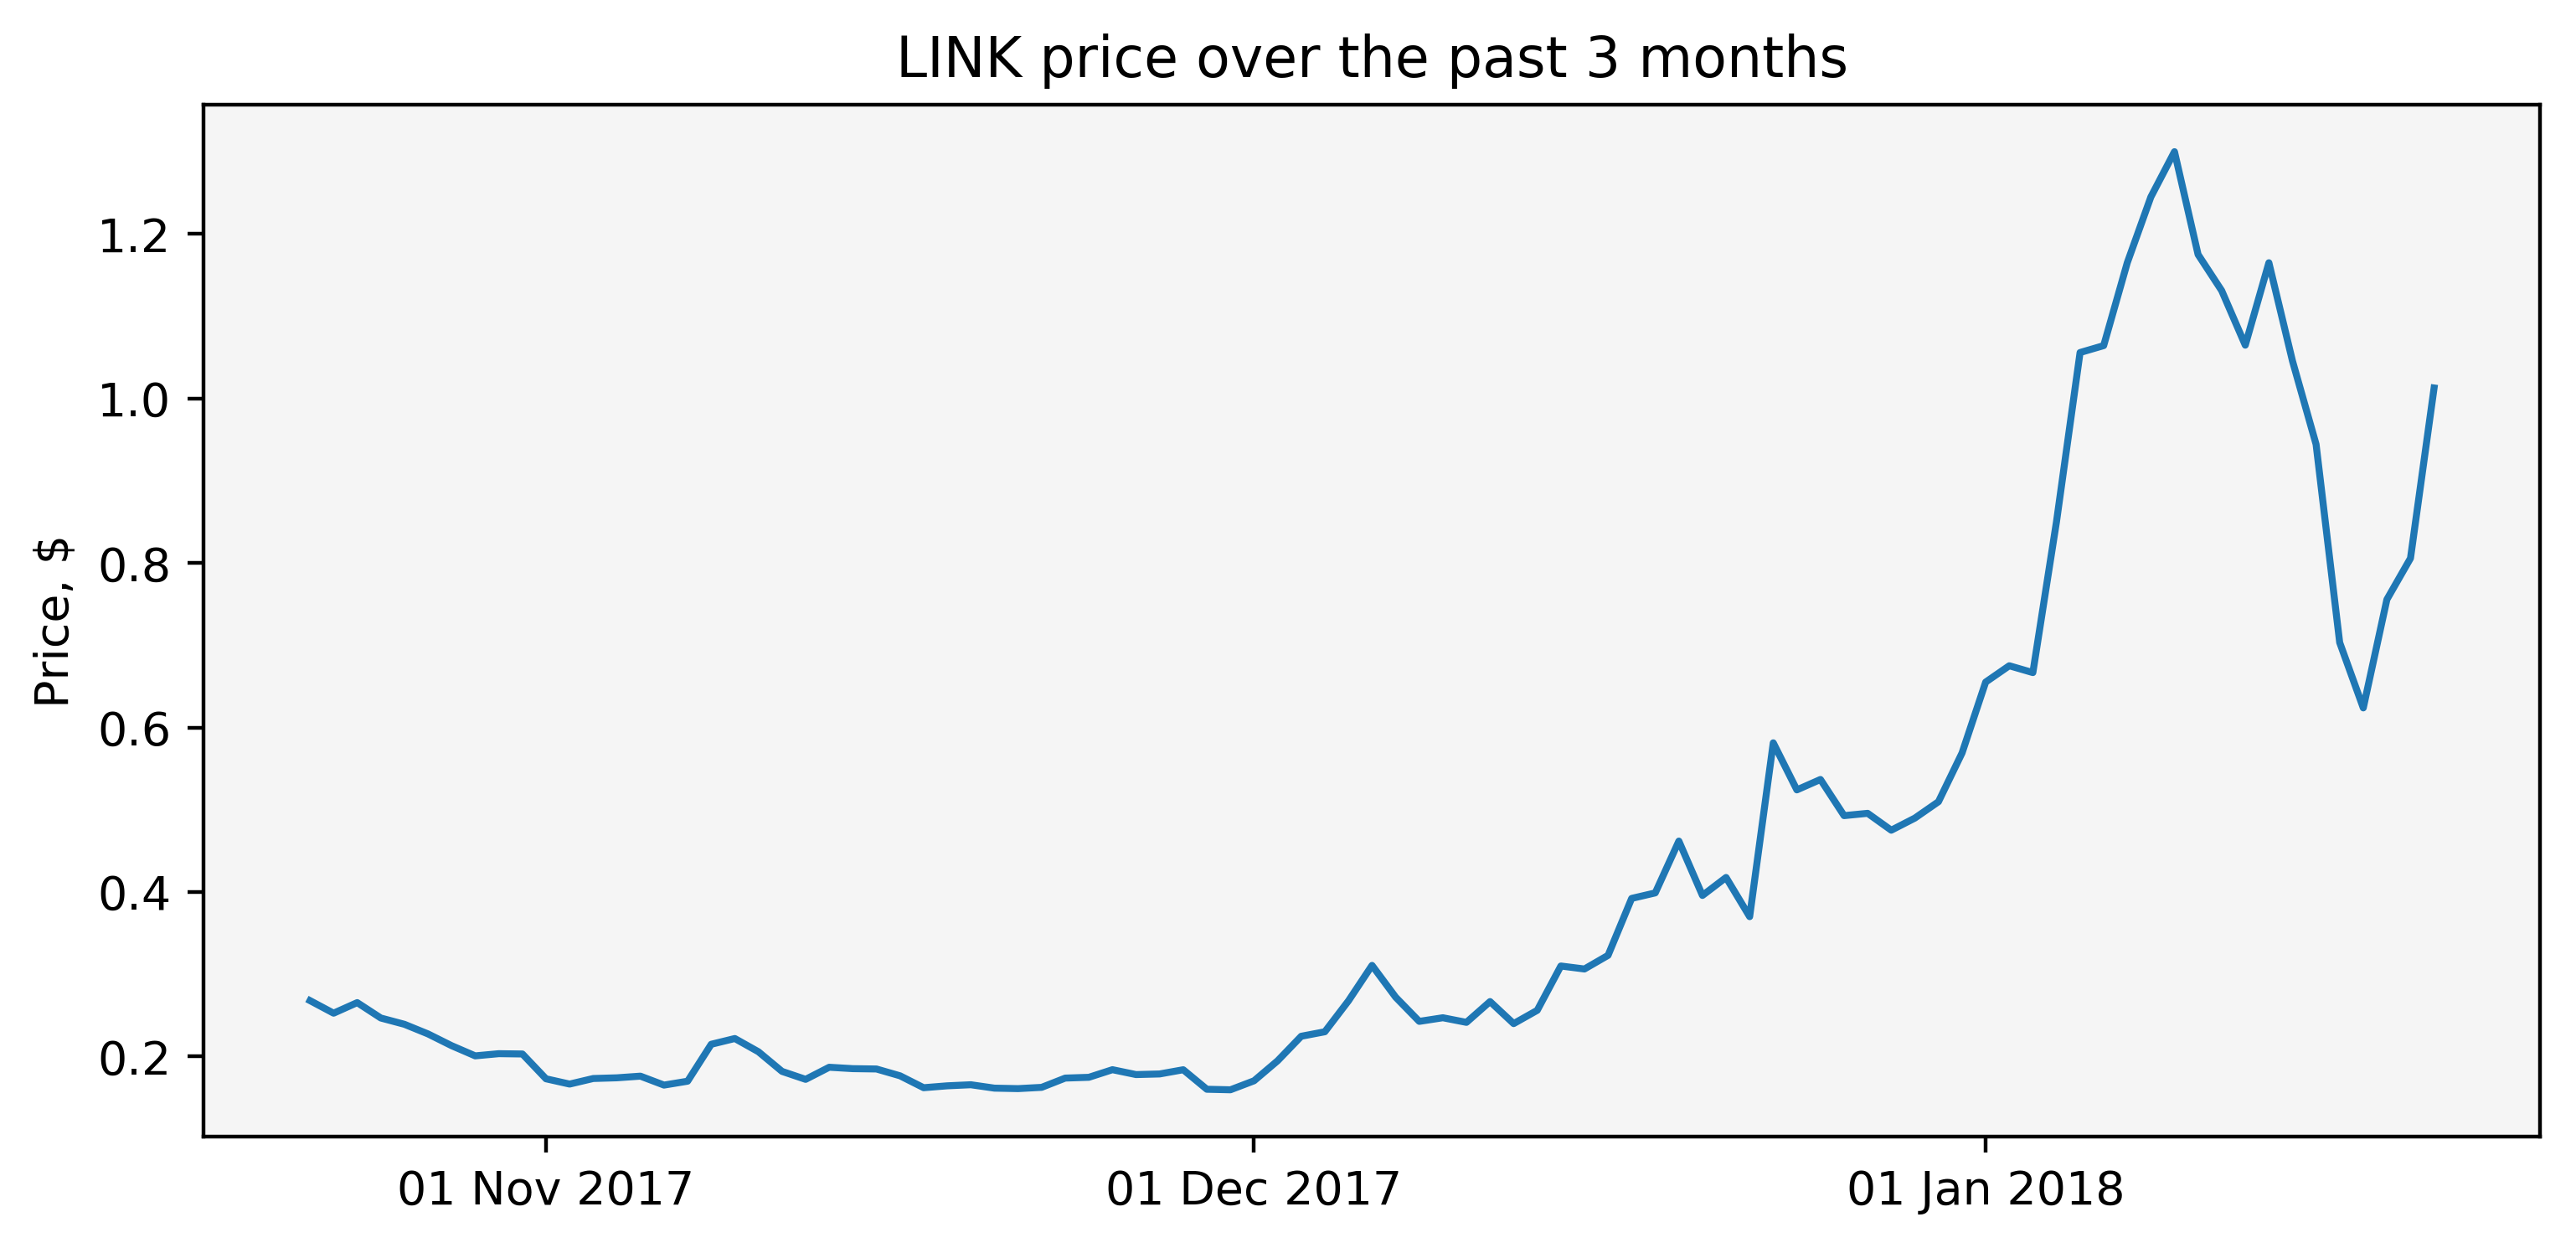 LINK price over the past 3 months
Price, $
1.2
1.0
0.8
0.6
0.4
0.2
01 Nov 2017
01 Dec 2017
01 Jan 2018